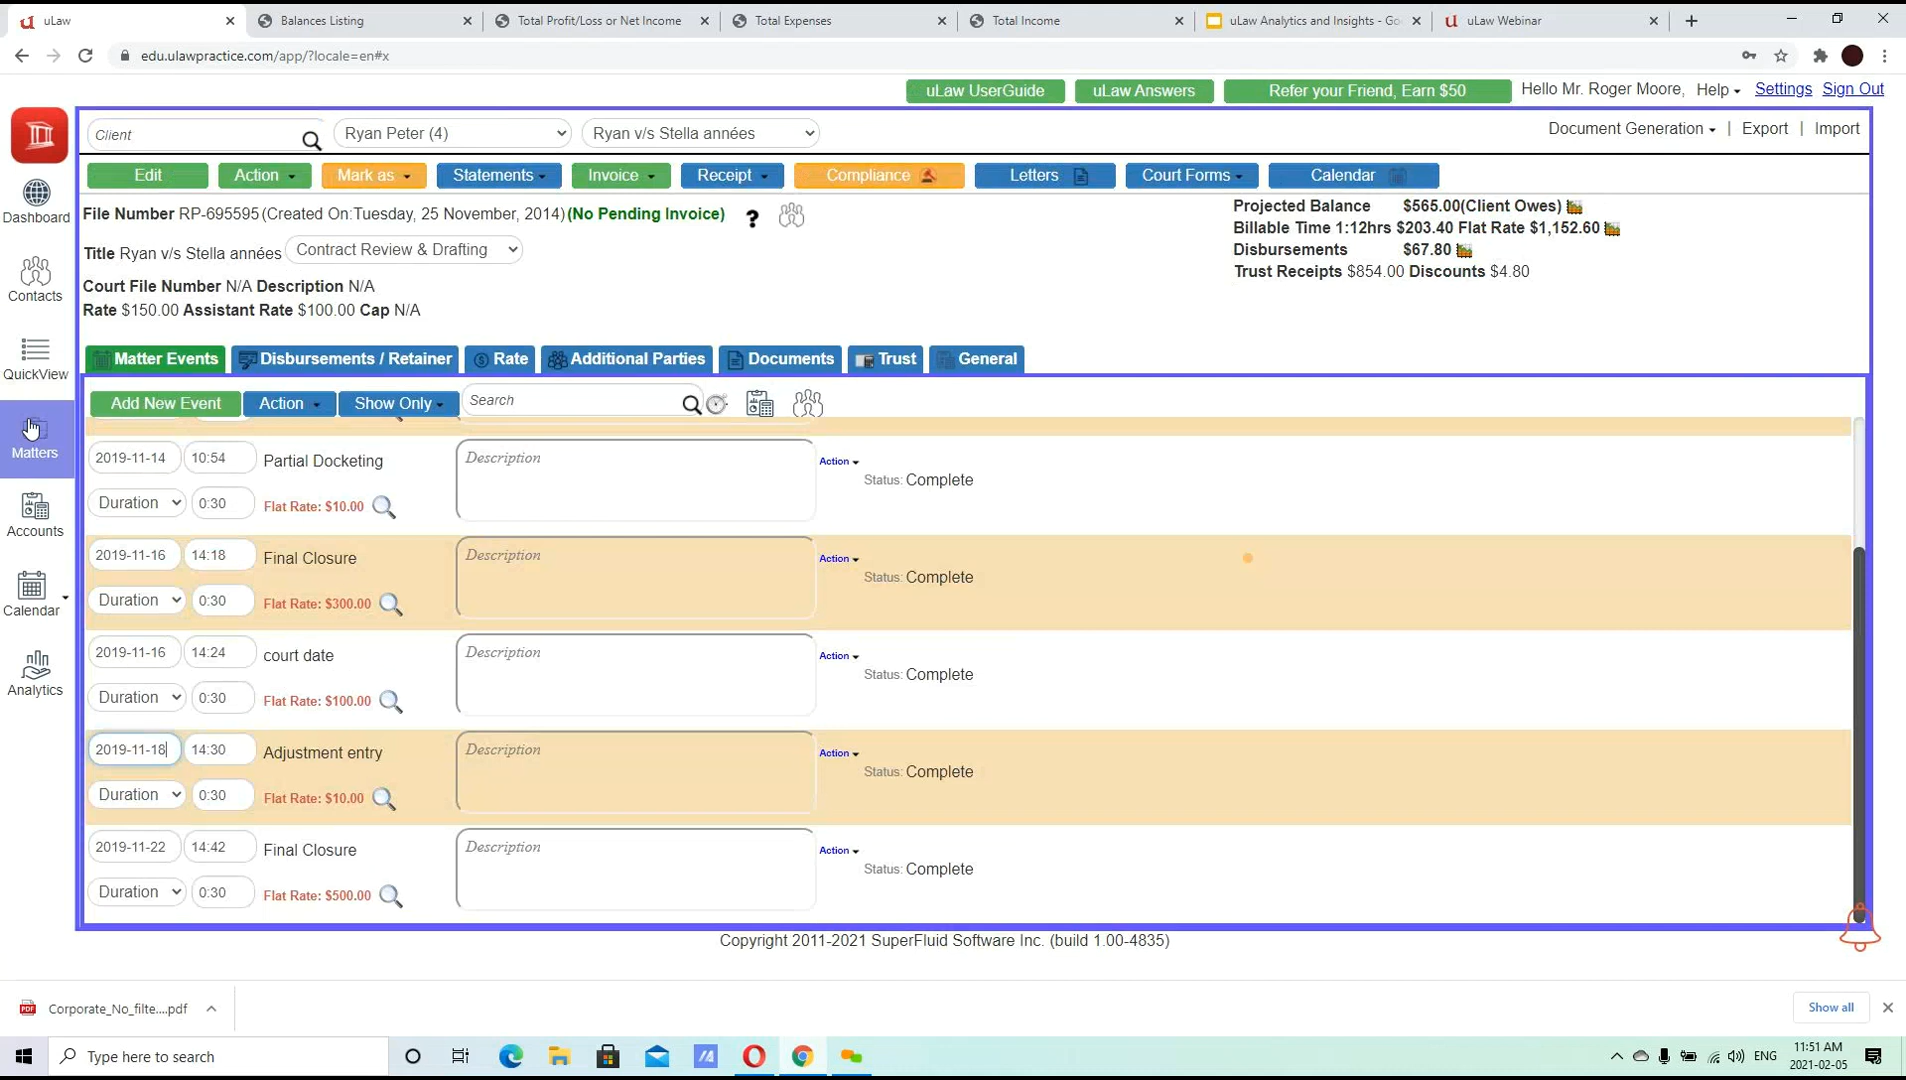 uLaw
Balances Listing
Total Profit/Loss or Net Income
Total Expenses
Total Income
uLaw Analytics and Insights - Go
uLaw Webinar
edu.ulawpractice.com/app/?locale=en#x
uLaw UserGuide
uLaw Answers
Refer your Friend, Earn $50
Hello Mr. Roger Moore, Help
Settings
Sign Out
Client
Ryan Peter (4)
Ryan v/s Stella années
Document Generation | Export | Import
Edit
Action
Mark as
Statements
Invoice
Receipt
Compliance
Letters
Court Forms
Calendar
Dashboard
Contacts
QuickView
Matters
Accounts
Calendar
Analytics
File Number RP-695595(Created On:Tuesday, 25 November, 2014)(No Pending Invoice) ?
Title Ryan v/s Stella années Contract Review & Drafting
Court File Number N/A Description N/A
Rate $150.00 Assistant Rate $100.00 Cap N/A
Projected Balance $565.00(Client Owes)
Billable Time 1:12hrs $203.40 Flat Rate $1,152.60
Disbursements $67.80
Trust Receipts $854.00 Discounts $4.80
Matter Events
Disbursements / Retainer
Rate
Additional Parties
Documents
Trust
General
Add New Event
Action
Show Only
Search
2019-11-14 10:54 Partial Docketing Description Action
Status: Complete
Duration 0:30 Flat Rate: $10.00
2019-11-16 14:18 Final Closure Description Action
Status: Complete
Duration 0:30 Flat Rate: $300.00
2019-11-16 14:24 court date Description Action
Status: Complete
Duration 0:30 Flat Rate: $100.00
2019-11-18 14:30 Adjustment entry Description Action
Status: Complete
Duration 0:30 Flat Rate: $10.00
2019-11-22 14:42 Final Closure Description Action
Status: Complete
Duration 0:30 Flat Rate: $500.00
Copyright 2011-2021 SuperFluid Software Inc. (build 1.00-4835)
PDF
Corporate_No_filte....pdf
Show all
Type here to search
ENG
11:51 AM
2021-02-05